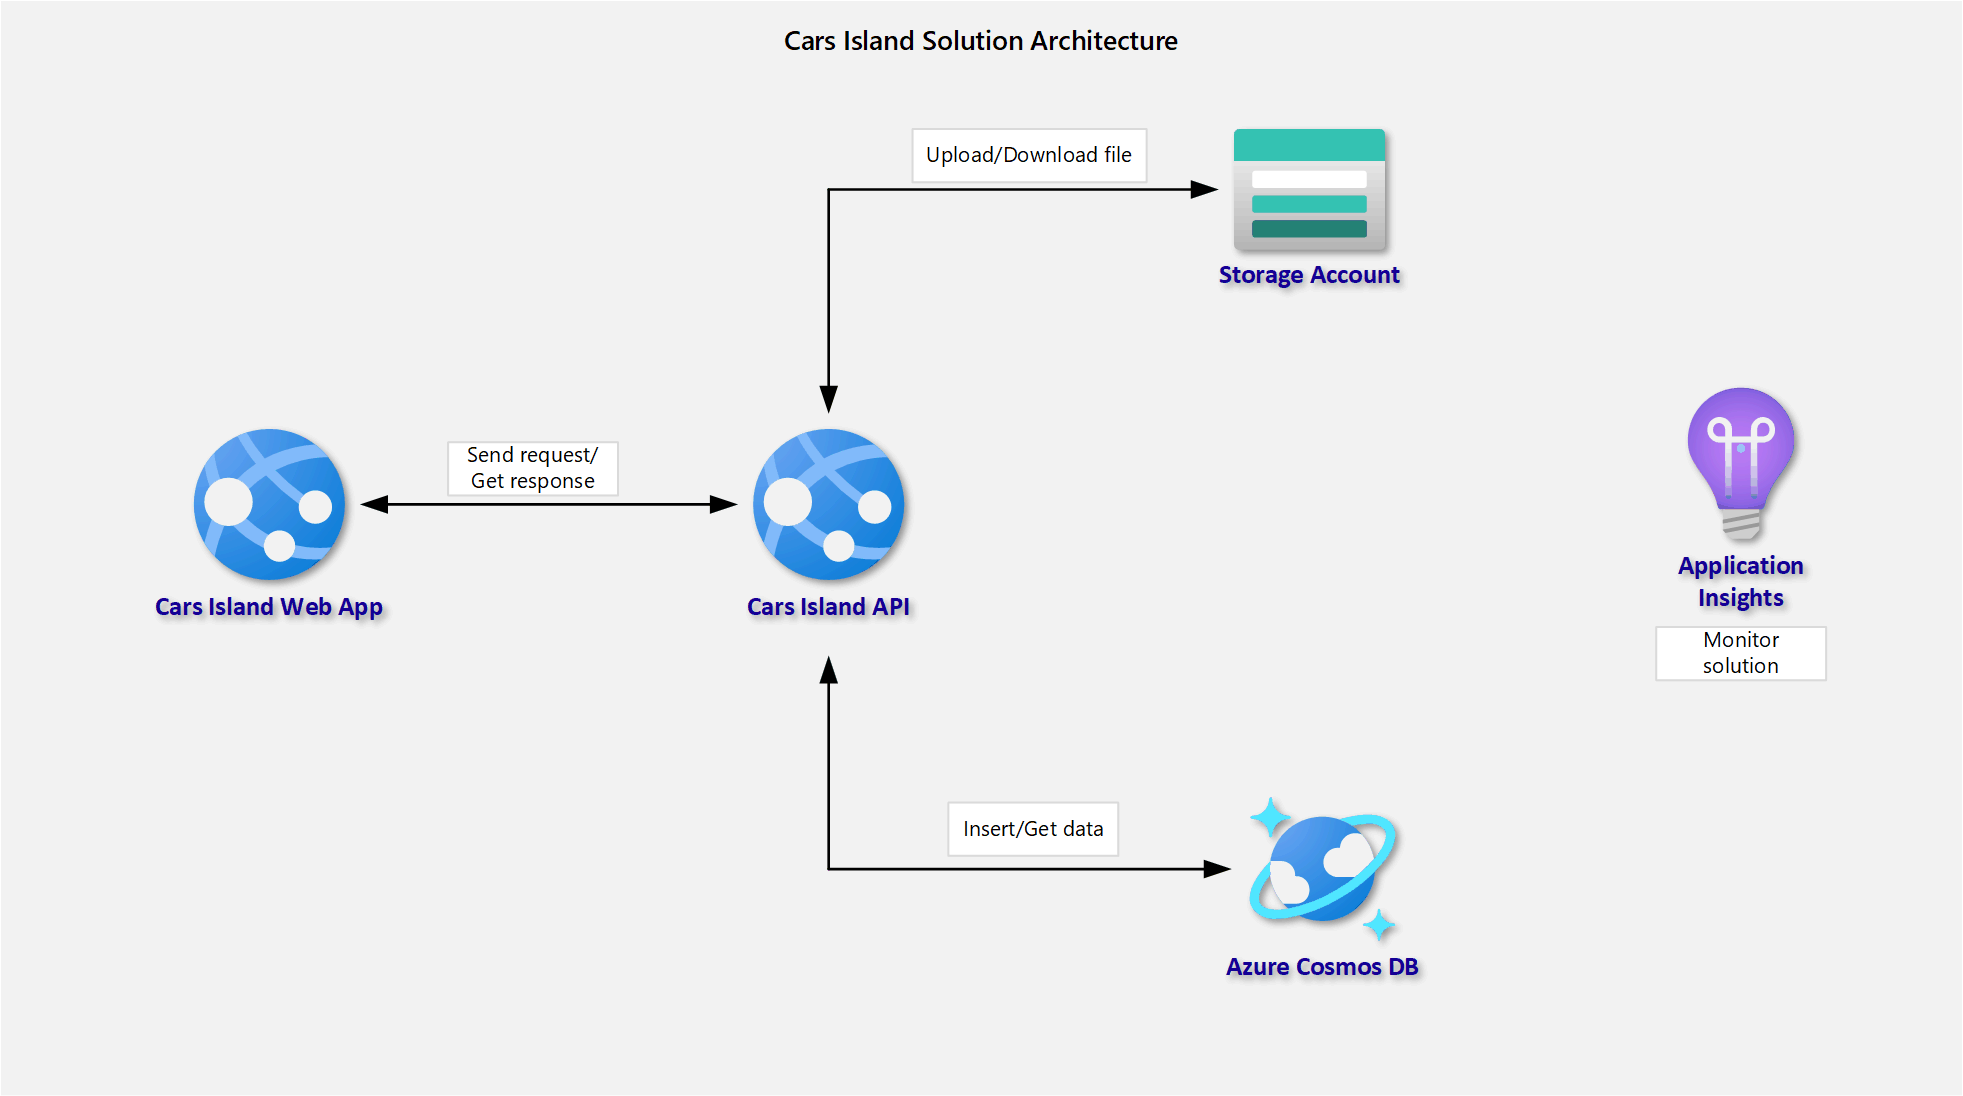 Cars Island Solution Architecture
Upload/Download file
Storage Account
Send request/
Get response
Cars Island Web App
Cars Island API
Application
Insights
Monitor
solution
Insert/Get data
Azure Cosmos DB